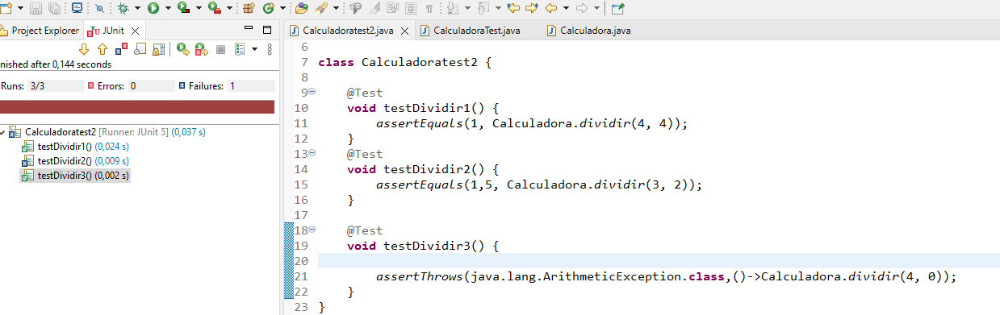 Project Explorer JUnit
nished after 0,144 seconds
Runs: 3/3 Errors: 0 Failures: 1
Calculadoratest2 [Runner: JUnit 5] (0,037 s)
testDividir1() (0,024 s)
testDividir2() (0,009 s)
testDividir3() (0,002 s)
Calculadoratest2.java CalculadoraTest.java Calculadora.java
6
7 class Calculadoratest2 {
8
9 @Test
10 void testDividir1() {
11 assertEquals(1, Calculadora.dividir(4, 4));
12 }
13 @Test
14 void testDividir2() {
15 assertEquals(1,5, Calculadora.dividir(3, 2));
16 }
17
18 @Test
19 void testDividir3() {
20
21 assertThrows(java.lang.ArithmeticException.class,()->Calculadora.dividir(4, 0));
22 }
23 }